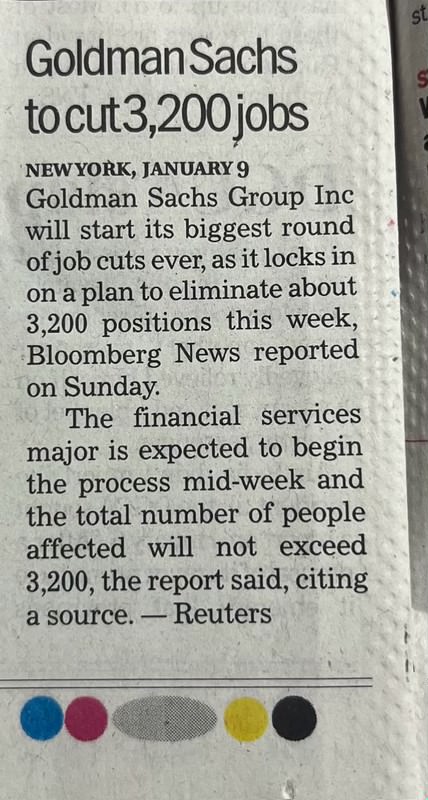 Goldman Sachs
to cut 3,200 jobs
NEW YORK, JANUARY 9
Goldman Sachs Group Inc
will start its biggest round
of job cuts ever, as it locks in
on a plan to eliminate about
3,200 positions this week,
Bloomberg News reported
on Sunday.
The financial services
major is expected to begin
the process mid-week and
the total number of people
affected will not exceed
3,200, the report said, citing
a source. — Reuters
st